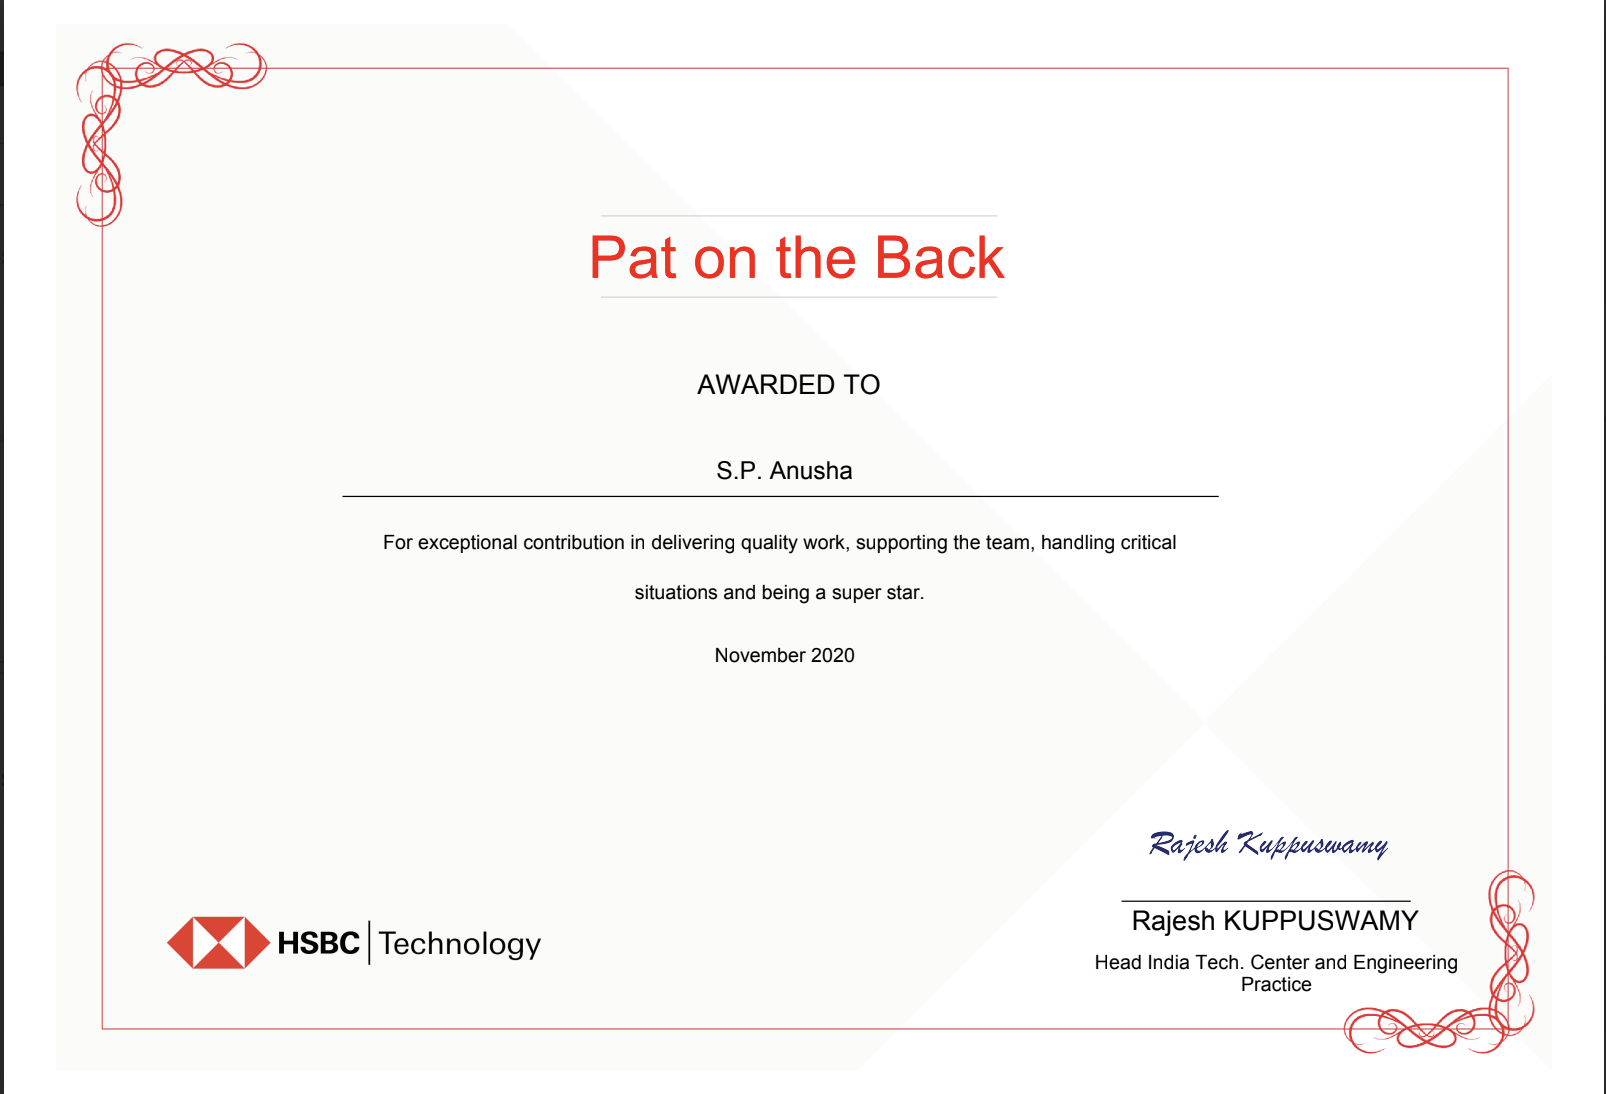 Pat on the Back
AWARDED TO
S.P. Anusha
For exceptional contribution in delivering quality work, supporting the team, handling critical
situations and being a super star.
November 2020
Rajesh Kuppuswamy
Rajesh KUPPUSWAMY
Head India Tech. Center and Engineering
Practice
HSBC Technology